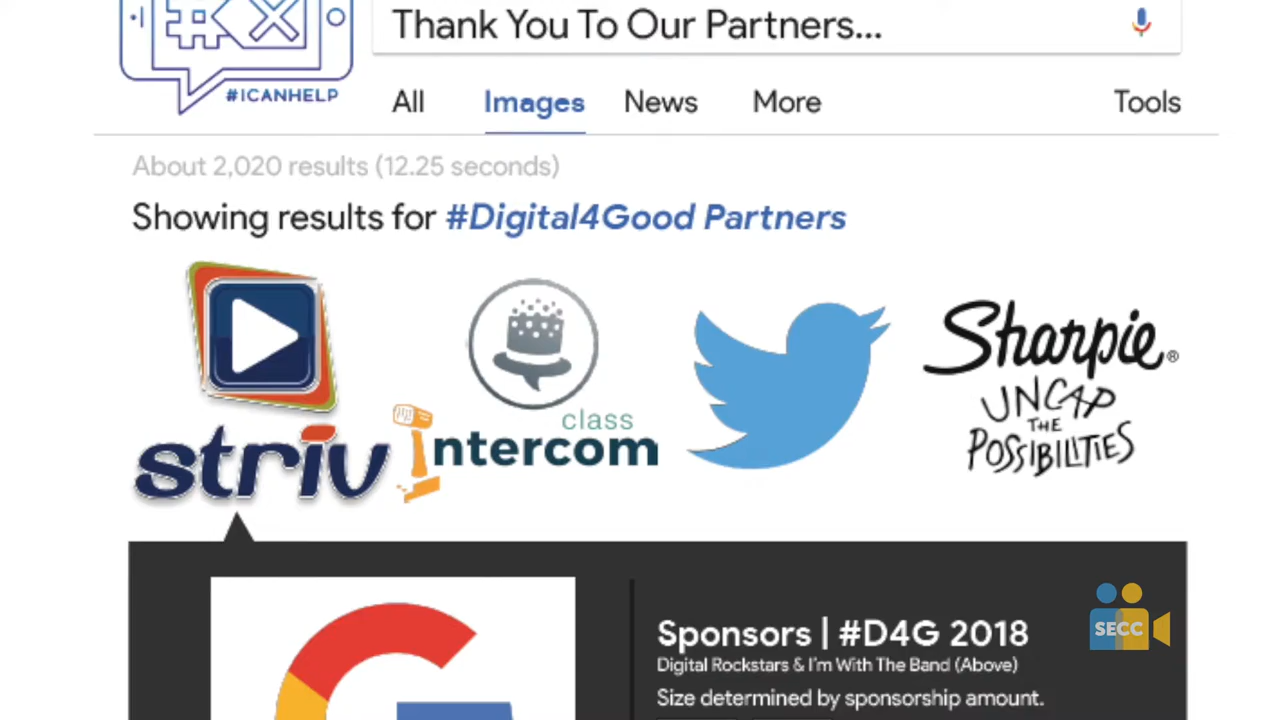 Thank You To Our Partners...
#ICANHELP
All Images News More Tools
About 2,020 results (12.25 seconds)
Showing results for #Digital4Good Partners
striv
class
intercom
Sharpie®
UNCAP
THE
POSSIBILITIES
Sponsors | #D4G 2018
Digital Rockstars & I'm With The Band (Above)
Size determined by sponsorship amount.
SECC